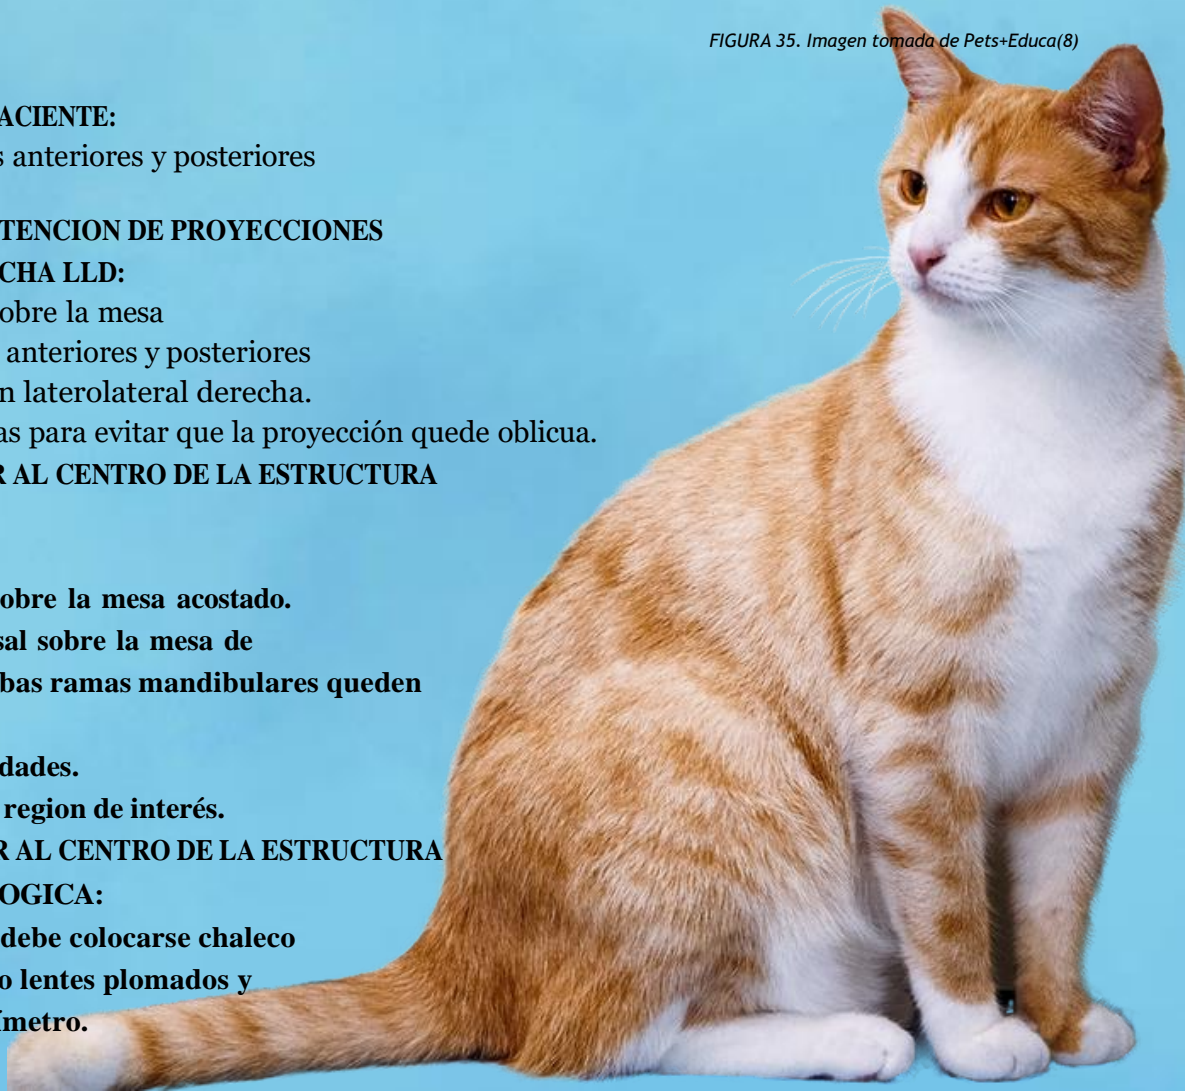 FIGURA 35. Imagen tomada de Pets+Educa(8)
ACIENTE:
s anteriores y posteriores
TENCION DE PROYECCIONES
CHA LLD:
obre la mesa
anteriores y posteriores
n laterolateral derecha.
as para evitar que la proyección quede oblicua.
R AL CENTRO DE LA ESTRUCTURA
obre la mesa acostado.
sal sobre la mesa de
bas ramas mandibulares queden
dades.
region de interés.
R AL CENTRO DE LA ESTRUCTURA
OGICA:
debe colocarse chaleco
o lentes plomados y
ímetro.